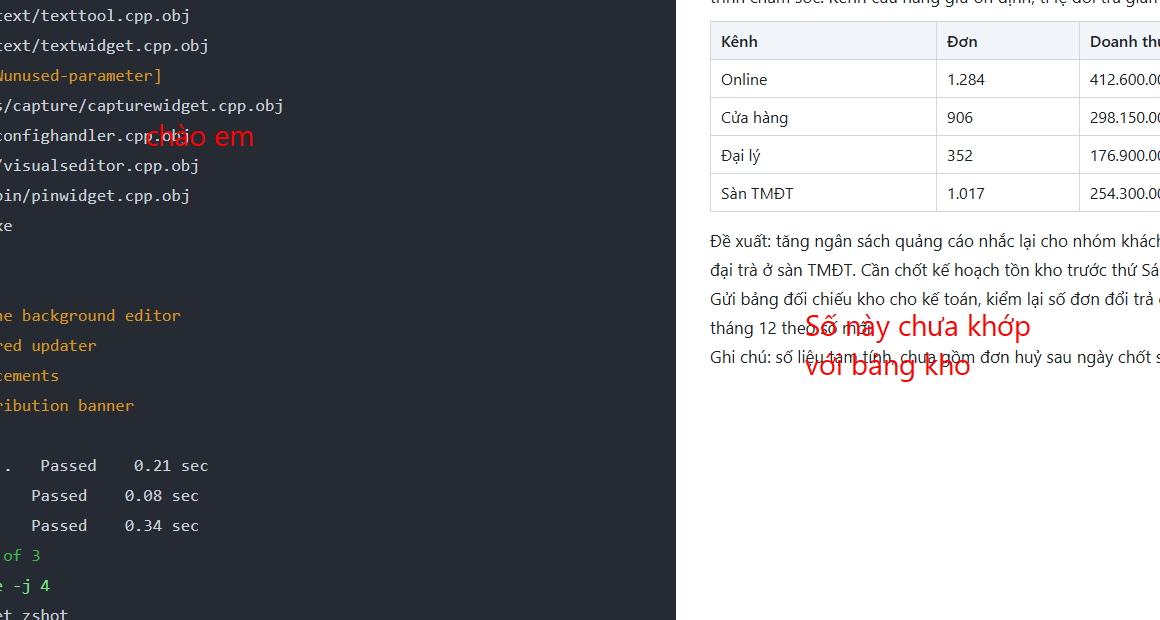 text/texttool.cpp.obj
text/textwidget.cpp.obj
Wunused-parameter]
s/capture/capturewidget.cpp.obj
confighandler.cpp.obj
chào em
/visualseditor.cpp.obj
pin/pinwidget.cpp.obj
xe
ne background editor
red updater
cements
ribution banner
. Passed 0.21 sec
Passed 0.08 sec
Passed 0.34 sec
of 3
e -j 4
et zshot
Kênh Đơn Doanh thu
Online 1.284 412.600.00
Cửa hàng 906 298.150.00
Đại lý 352 176.900.00
Sàn TMĐT 1.017 254.300.00
Đề xuất: tăng ngân sách quảng cáo nhắc lại cho nhóm khách
đại trà ở sàn TMĐT. Cần chốt kế hoạch tồn kho trước thứ Sá
Gửi bảng đối chiếu kho cho kế toán, kiểm lại số đơn đổi trả
tháng 12 theo số mới
Số này chưa khớp
Ghi chú: số liệu tạm tính, chưa gồm đơn huỷ sau ngày chốt s
với bảng kho